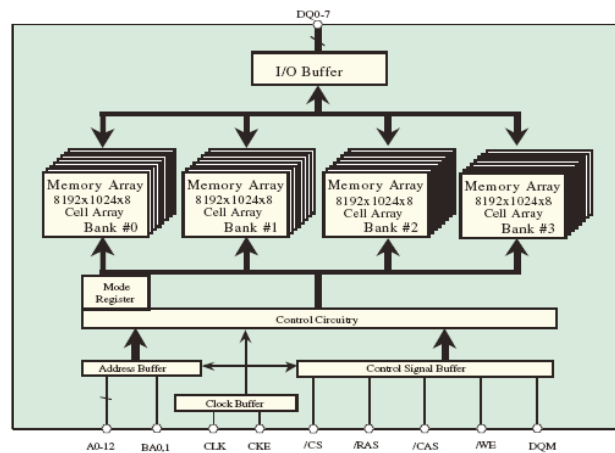 DQ0-7
I/O Buffer
Memory Array
8192x1024x8
Cell Array
Bank #0
Memory Array
8192x1024x8
Cell Array
Bank #1
Memory Array
8192x1024x8
Cell Array
Bank #2
Memory Array
8192x1024x8
Cell Array
Bank #3
Mode
Register
Control Circuitry
Address Buffer
Control Signal Buffer
Clock Buffer
A0-12 BA0,1 CLK CKE /CS /RAS /CAS /WE DQM